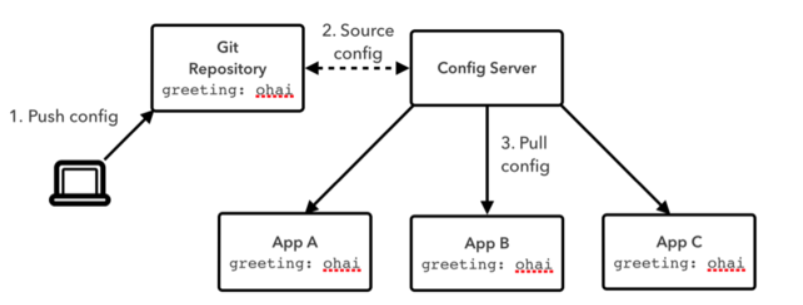 2. Source
config
Git
Repository
greeting: ohai
Config Server
1. Push config
3. Pull
config
App A
greeting: ohai
App B
greeting: ohai
App C
greeting: ohai